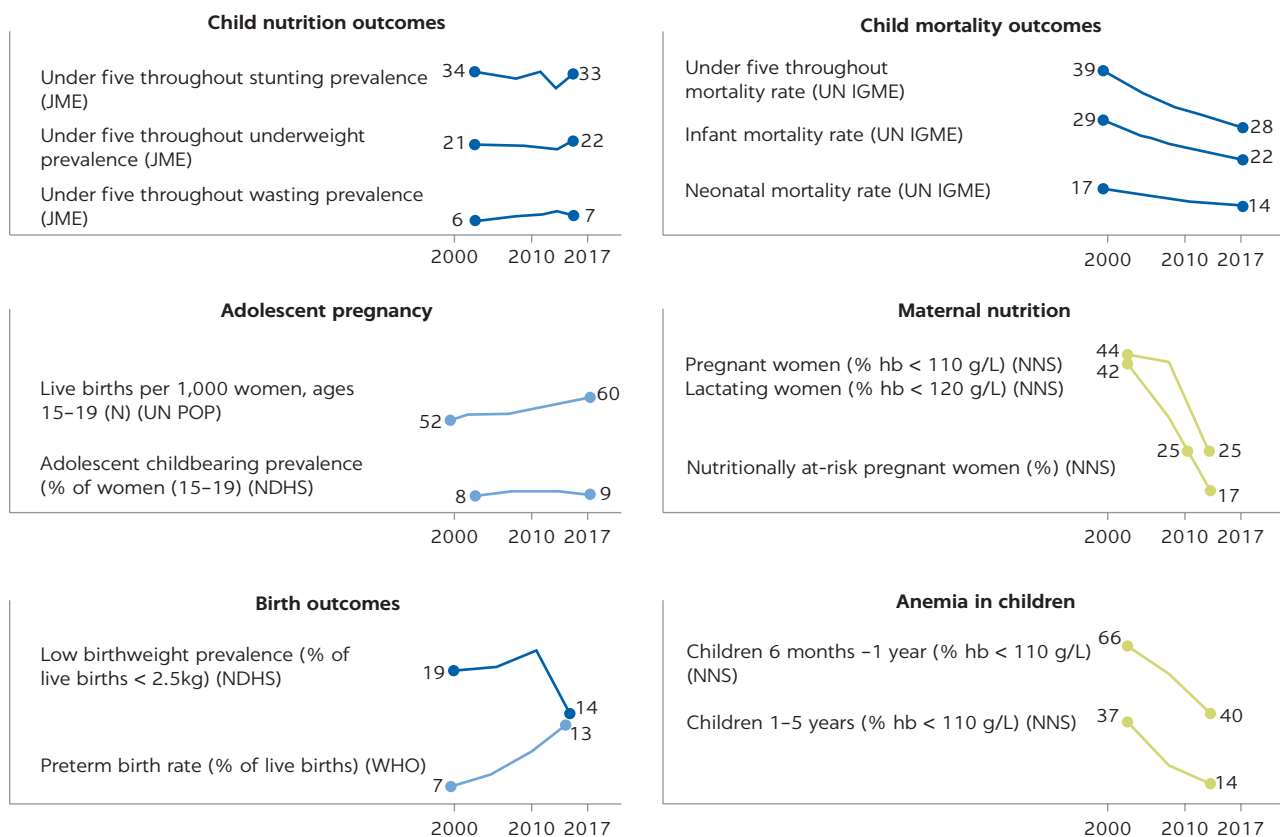 Child nutrition outcomes
Under five throughout stunting prevalence
(JME)
34
33
Under five throughout underweight
prevalence (JME)
21
22
Under five throughout wasting prevalence
(JME)
6
7
2000 2010 2017
Child mortality outcomes
Under five throughout
mortality rate (UN IGME)
39
28
Infant mortality rate (UN IGME)
29
22
Neonatal mortality rate (UN IGME)
17
14
2000 2010 2017
Adolescent pregnancy
Live births per 1,000 women, ages
15–19 (N) (UN POP)
52
60
Adolescent childbearing prevalence
(% of women (15–19) (NDHS)
8
9
2000 2010 2017
Maternal nutrition
Pregnant women (% hb < 110 g/L) (NNS)
44
Lactating women (% hb < 120 g/L) (NNS)
42
25
25
Nutritionally at-risk pregnant women (%) (NNS)
17
2000 2010 2017
Birth outcomes
Low birthweight prevalence (% of
live births < 2.5kg) (NDHS)
19
14
13
Preterm birth rate (% of live births) (WHO)
7
2000 2010 2017
Anemia in children
Children 6 months –1 year (% hb < 110 g/L)
(NNS)
66
40
Children 1–5 years (% hb < 110 g/L) (NNS)
37
14
2000 2010 2017